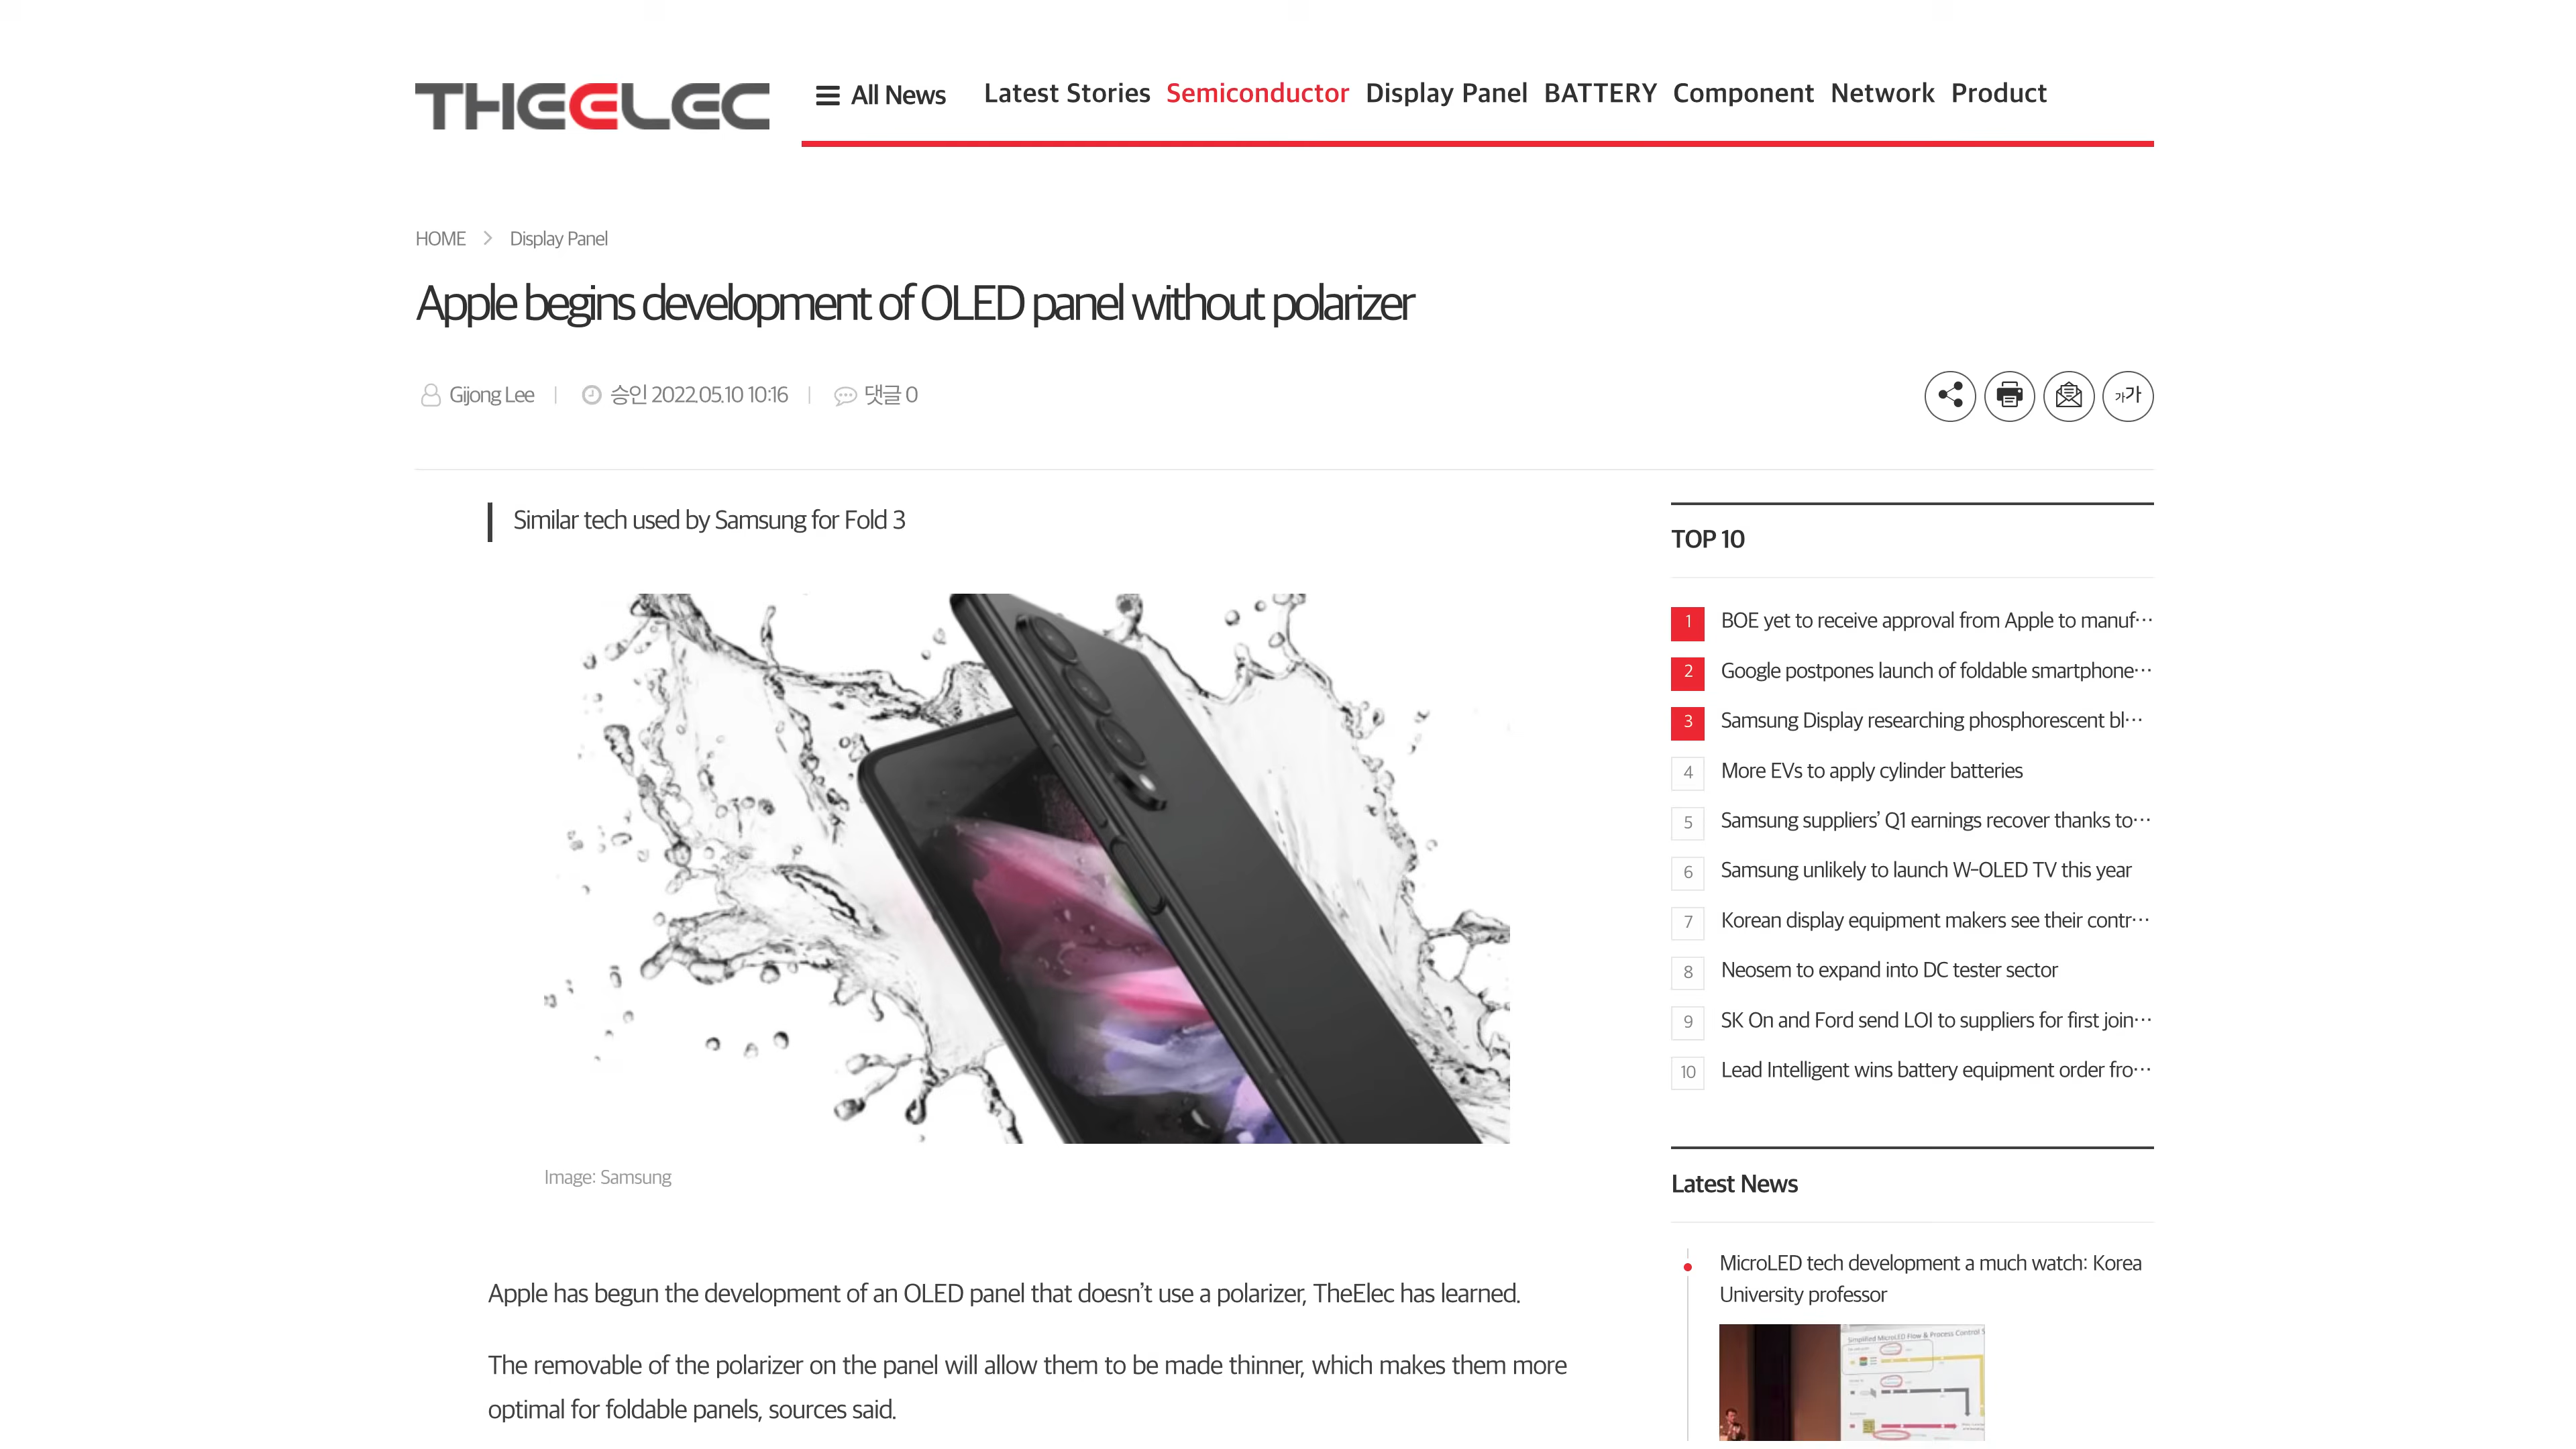 THEELEC
All News
Latest Stories Semiconductor Display Panel BATTERY Component Network Product
HOME > Display Panel
Apple begins development of OLED panel without polarizer
Gijong Lee
승인 2022.05.10 10:16
댓글 0
가가
Similar tech used by Samsung for Fold 3
Image: Samsung
Apple has begun the development of an OLED panel that doesn’t use a polarizer, TheElec has learned.
The removable of the polarizer on the panel will allow them to be made thinner, which makes them more
optimal for foldable panels, sources said.
TOP 10
1 BOE yet to receive approval from Apple to manuf…
2 Google postpones launch of foldable smartphone…
3 Samsung Display researching phosphorescent bl…
4 More EVs to apply cylinder batteries
5 Samsung suppliers’ Q1 earnings recover thanks to…
6 Samsung unlikely to launch W-OLED TV this year
7 Korean display equipment makers see their contr…
8 Neosem to expand into DC tester sector
9 SK On and Ford send LOI to suppliers for first join…
10 Lead Intelligent wins battery equipment order fro…
Latest News
MicroLED tech development a much watch: Korea
University professor
Simplified MicroLED Flow & Process Control S